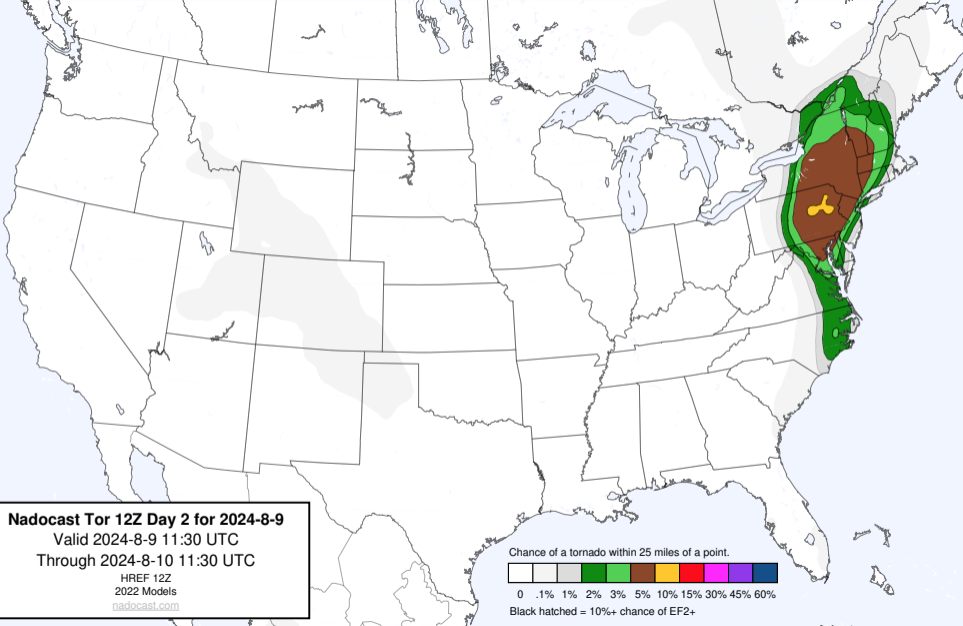 Nadocast Tor 12Z Day 2 for 2024-8-9
Valid 2024-8-9 11:30 UTC
Through 2024-8-10 11:30 UTC
HREF 12Z
2022 Models
nadocast.com
Chance of a tornado within 25 miles of a point.
0 .1% 1% 2% 3% 5% 10% 15% 30% 45% 60%
Black hatched = 10%+ chance of EF2+